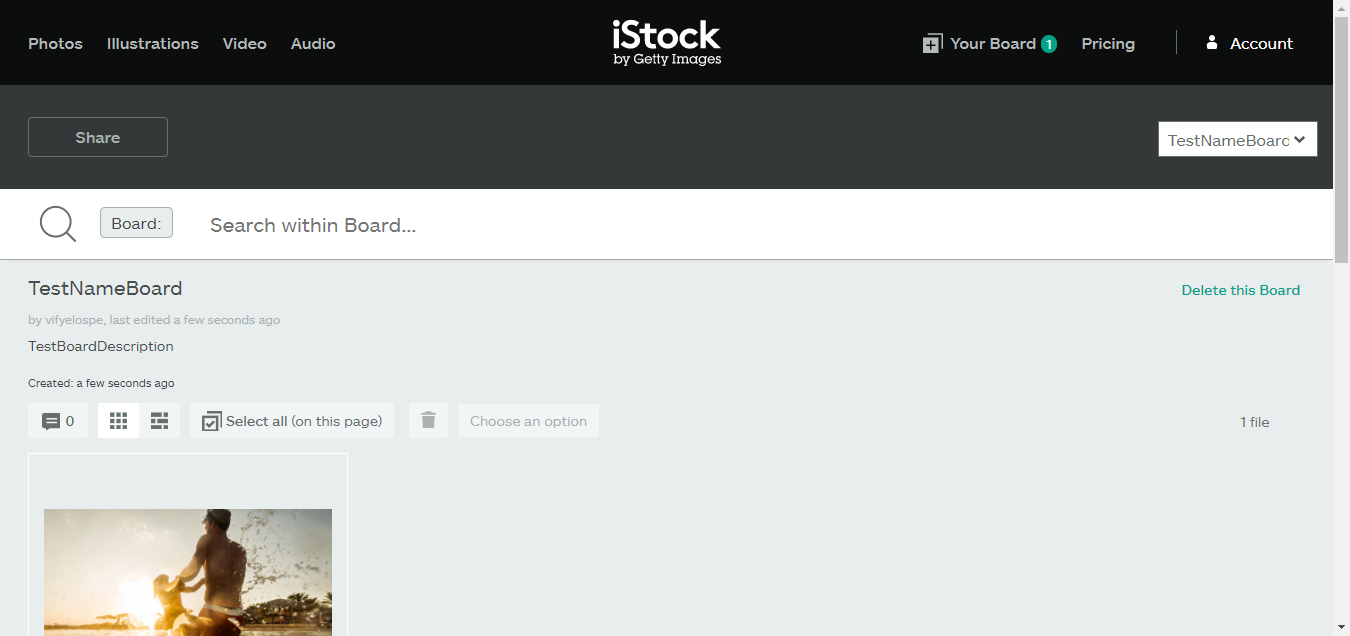 Photos Illustrations Video Audio
iStock
by Getty Images
Your Board 1 Pricing Account
Share
TestNameBoard
Board: Search within Board...
TestNameBoard
Delete this Board
by vifyelospe, last edited a few seconds ago
TestBoardDescription
Created: a few seconds ago
0 Select all (on this page) Choose an option 1 file